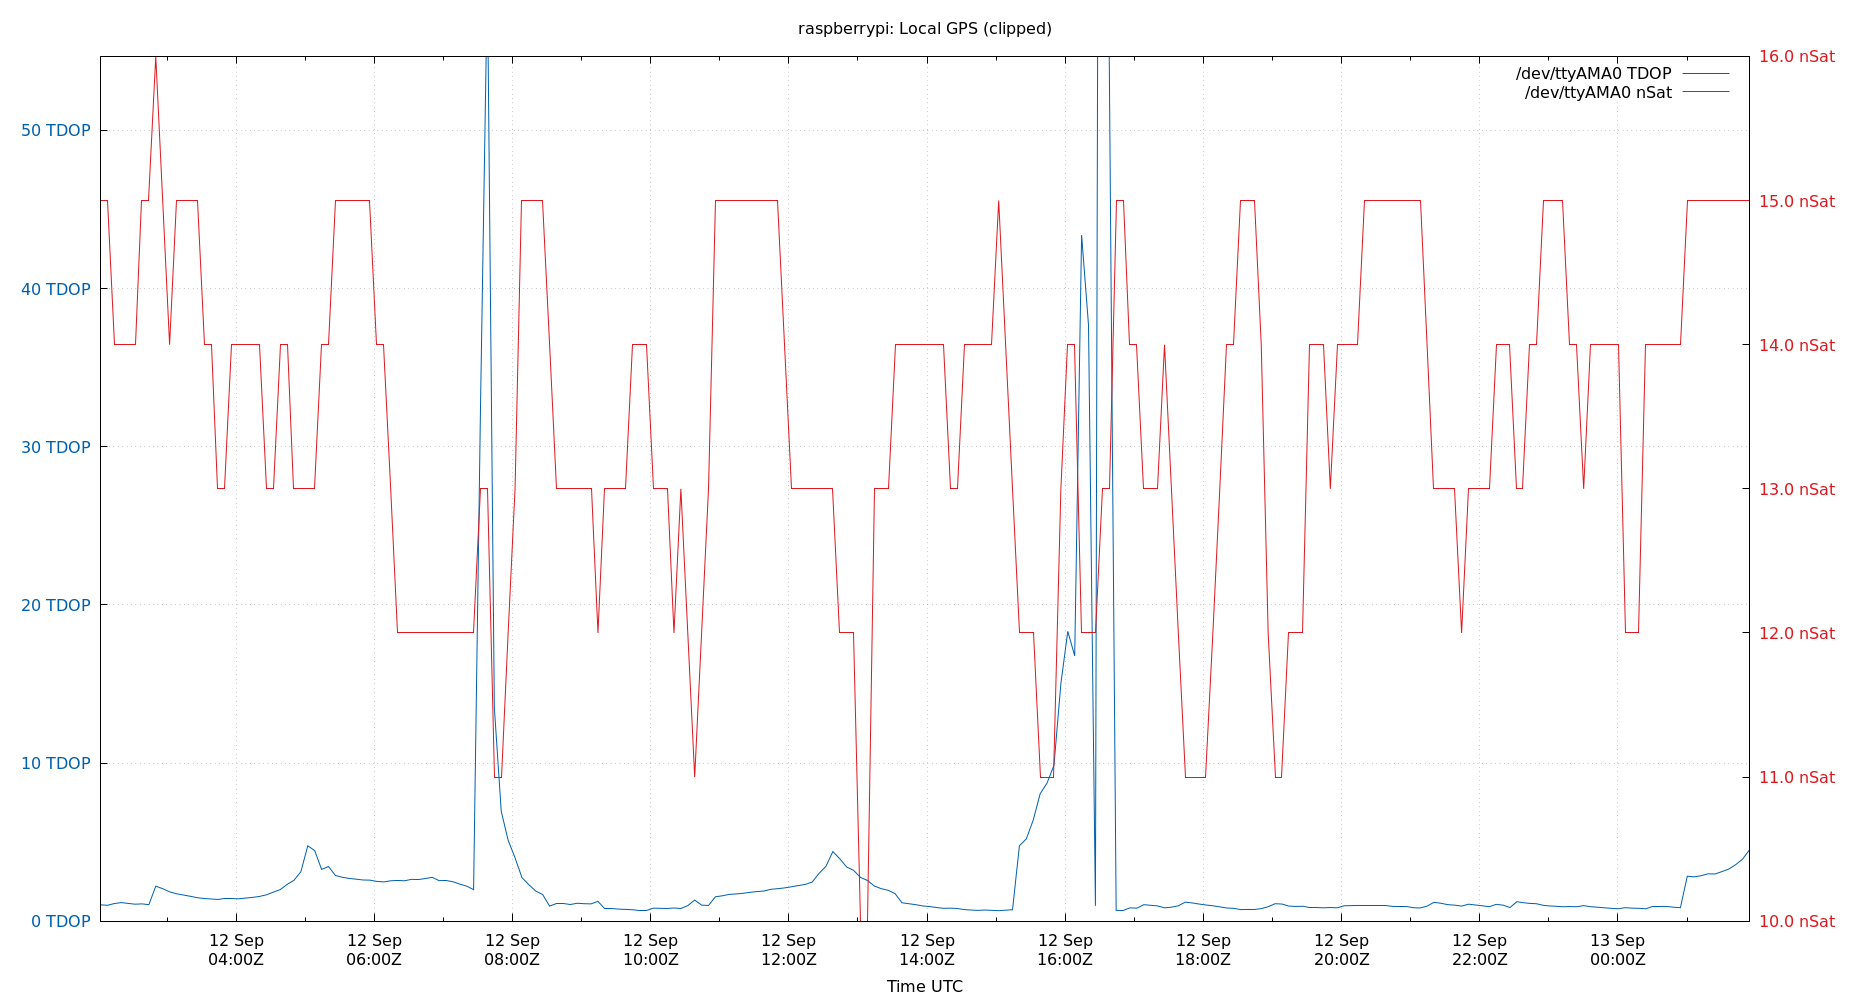 raspberrypi: Local GPS (clipped)
/dev/ttyAMA0 TDOP
/dev/ttyAMA0 nSat
50 TDOP
40 TDOP
30 TDOP
20 TDOP
10 TDOP
0 TDOP
16.0 nSat
15.0 nSat
14.0 nSat
13.0 nSat
12.0 nSat
11.0 nSat
10.0 nSat
12 Sep
04:00Z
12 Sep
06:00Z
12 Sep
08:00Z
12 Sep
10:00Z
12 Sep
12:00Z
12 Sep
14:00Z
12 Sep
16:00Z
12 Sep
18:00Z
12 Sep
20:00Z
12 Sep
22:00Z
13 Sep
00:00Z
Time UTC